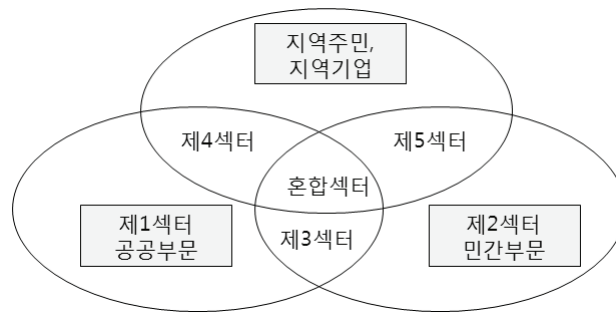 지역주민,
지역기업
제4섹터
제5섹터
혼합섹터
제1섹터
공공부문
제3섹터
제2섹터
민간부문